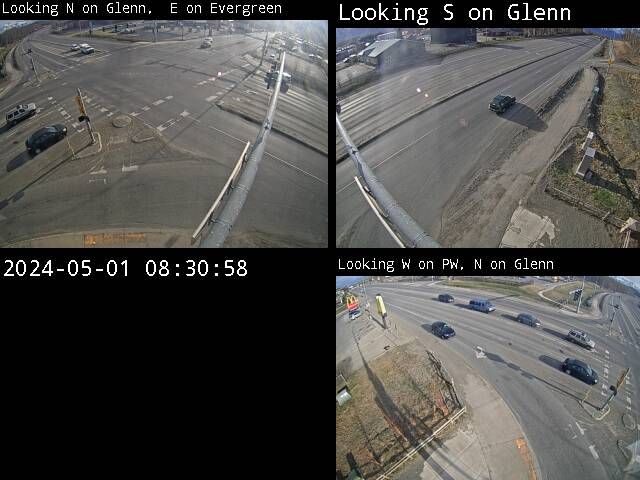 Looking N on Glenn,  E on Evergreen
Looking S on Glenn
2024-05-01 08:30:58
Looking W on PW, N on Glenn